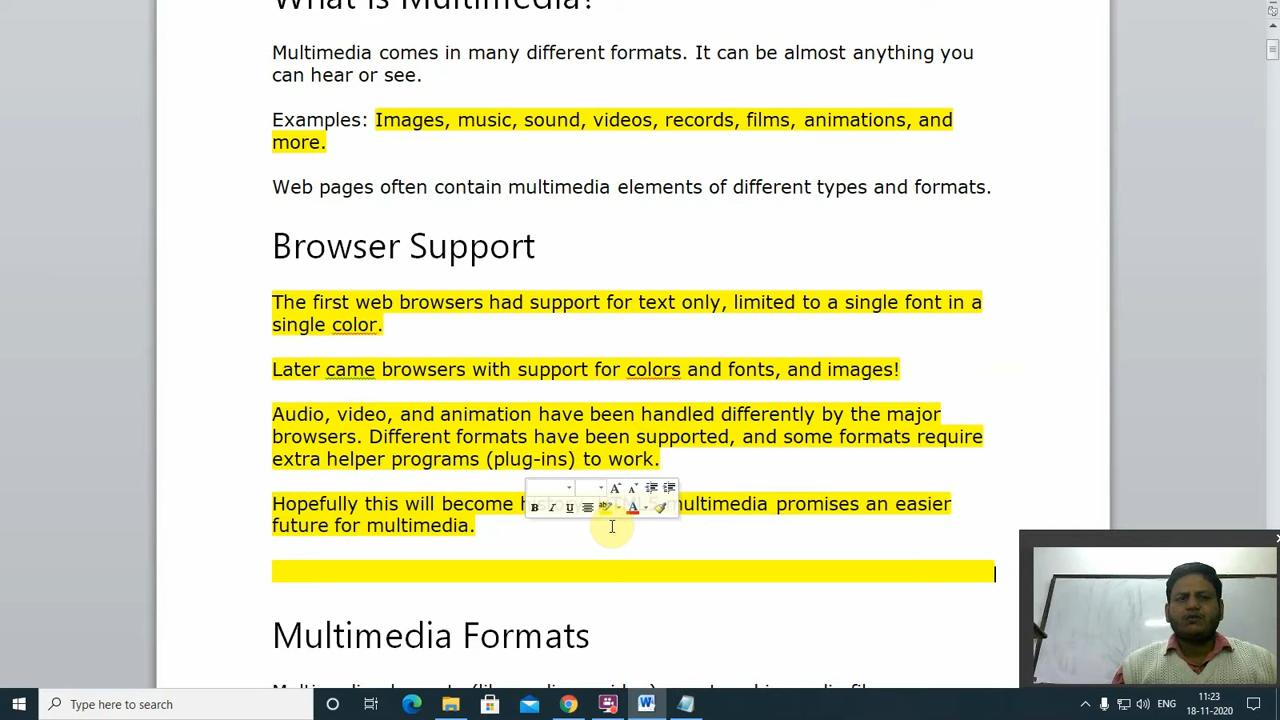 What is Multimedia?
Multimedia comes in many different formats. It can be almost anything you
can hear or see.
Examples: Images, music, sound, videos, records, films, animations, and
more.
Web pages often contain multimedia elements of different types and formats.
Browser Support
The first web browsers had support for text only, limited to a single font in a
single color.
Later came browsers with support for colors and fonts, and images!
Audio, video, and animation have been handled differently by the major
browsers. Different formats have been supported, and some formats require
extra helper programs (plug-ins) to work.
Hopefully this will become multimedia promises an easier
future for multimedia.
Multimedia Formats
Type here to search
ENG
11:23
18-11-2020